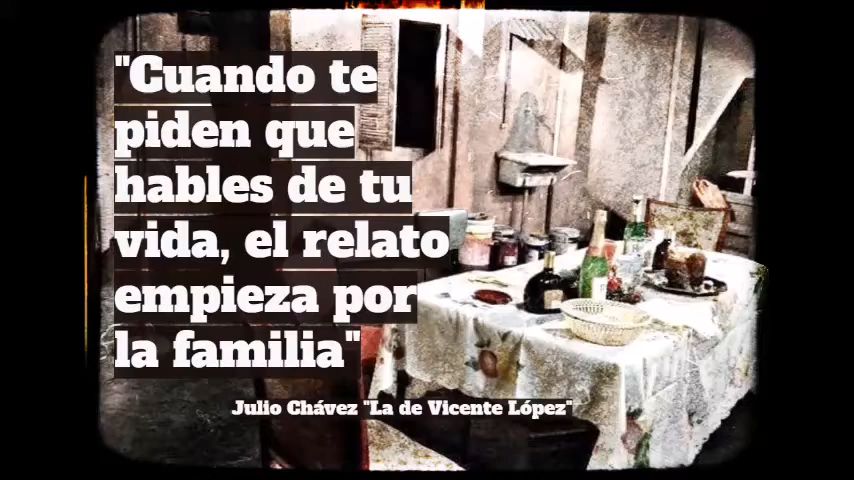 "Cuando te
piden que
hables de tu
vida, el relato
empieza por
la familia"
Julio Chávez "La de Vicente López"